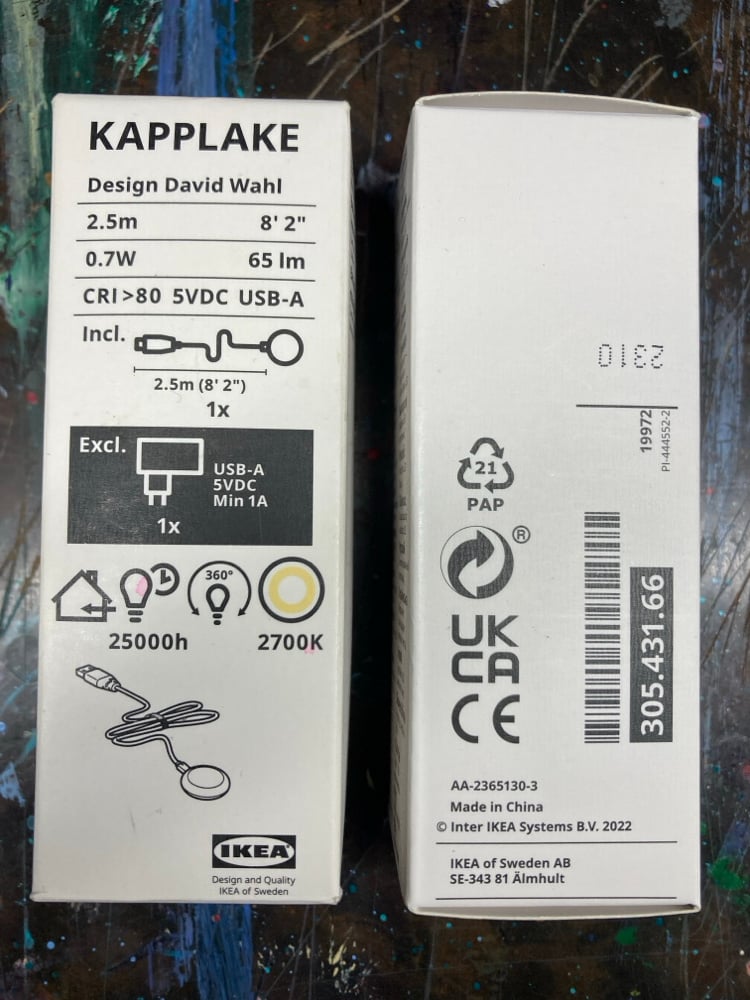 KAPPLAKE
Design David Wahl
2.5m 8' 2"
0.7W 65 lm
CRI>80 5VDC USB-A
Incl.
2.5m (8' 2")
1x
Excl.
USB-A
5VDC
Min 1A
1x
360°
25000h 2700K
IKEA®
Design and Quality
IKEA of Sweden
2310
19972
PI-444552-2
21
PAP
®
UK
CA
CE
305.431.66
AA-2365130-3
Made in China
© Inter IKEA Systems B.V. 2022
IKEA of Sweden AB
SE-343 81 Älmhult